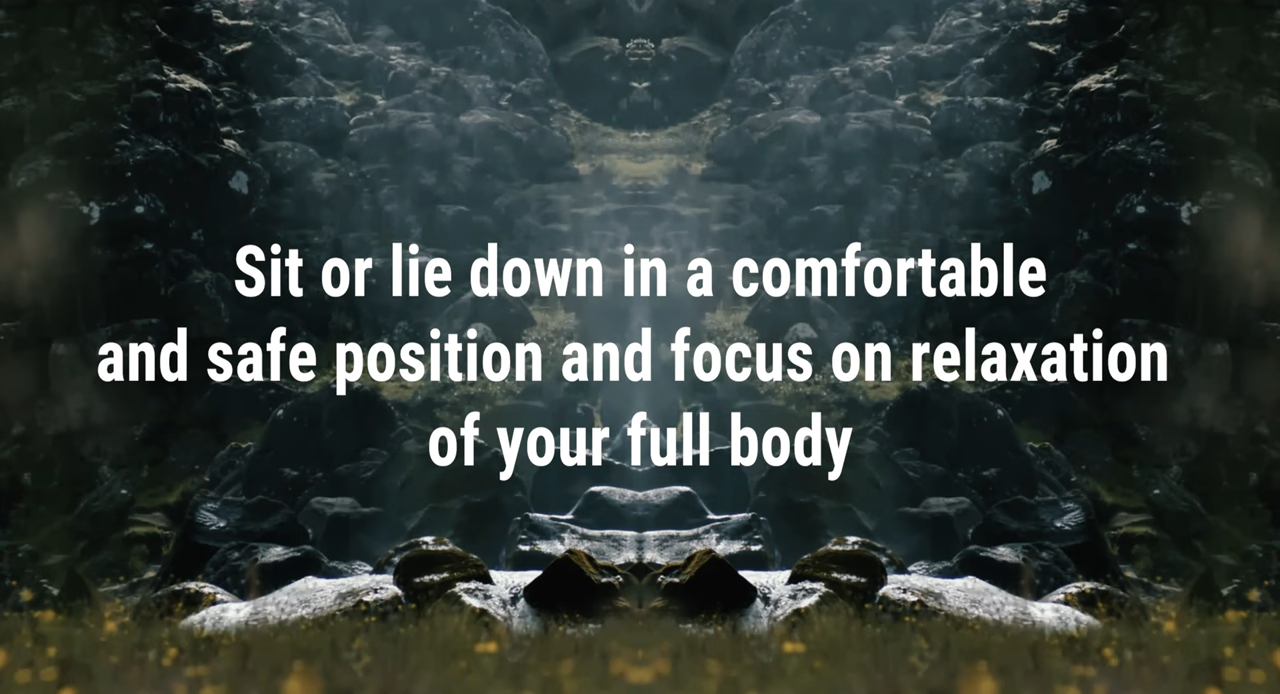 Sit or lie down in a comfortable
and safe position and focus on relaxation
of your full body